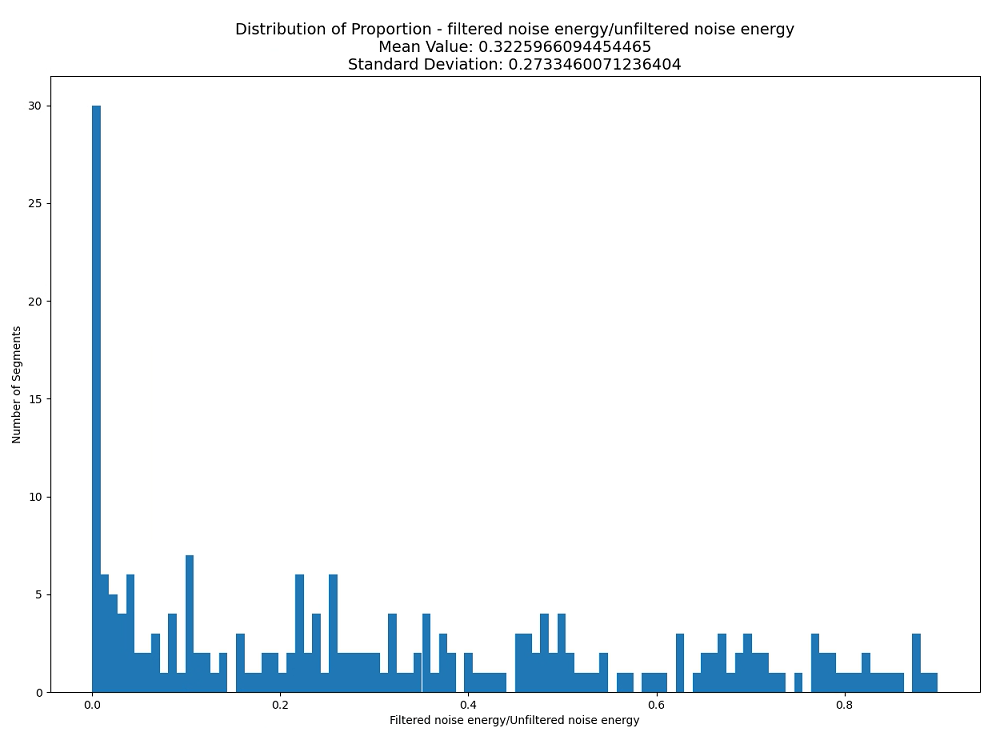 Distribution of Proportion - filtered noise energy/unfiltered noise energy
Mean Value: 0.3225966094454465
Standard Deviation: 0.2733460071236404
30
25
20
15
10
5
0
Number of Segments
0.0 0.2 0.4 0.6 0.8
Filtered noise energy/Unfiltered noise energy